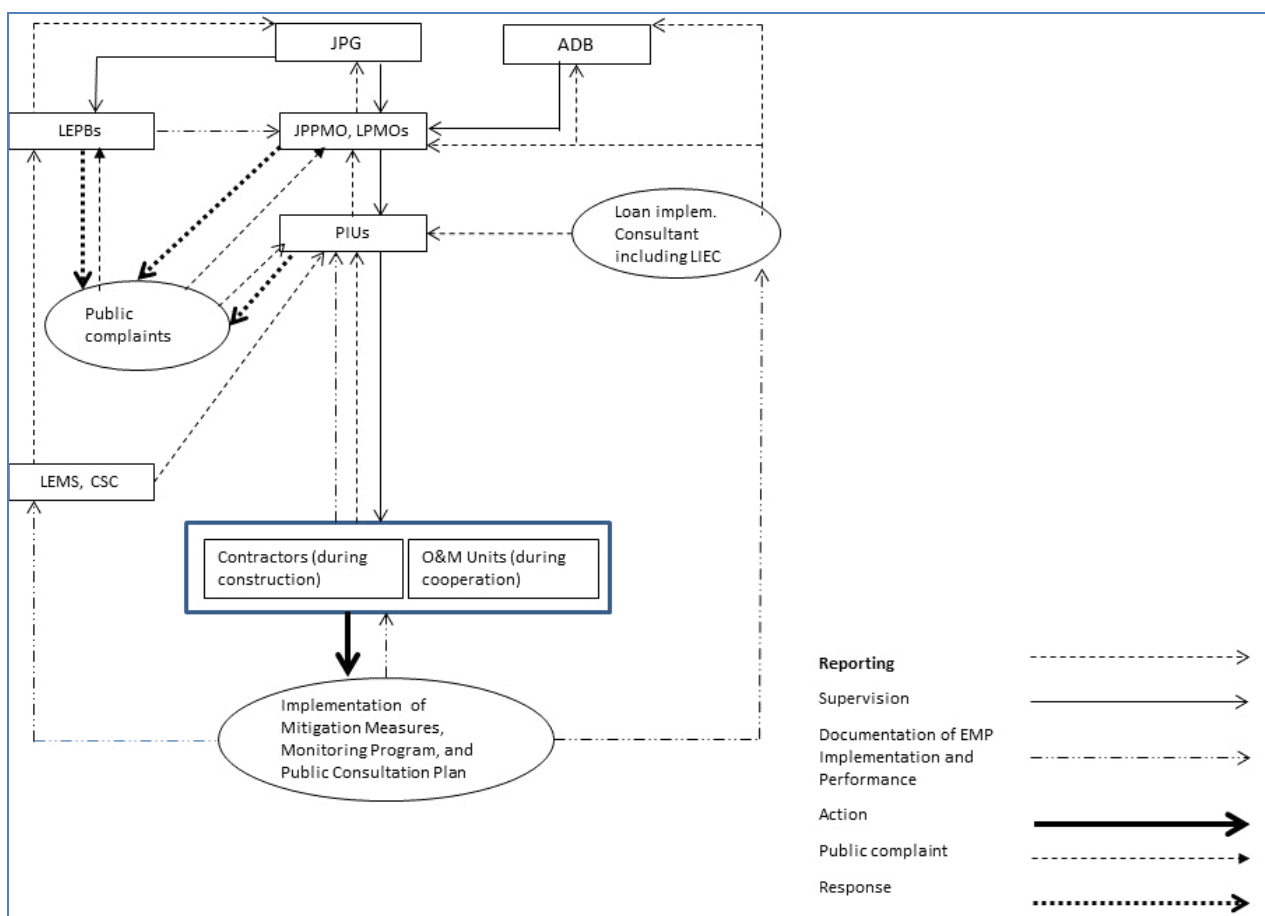 JPG
ADB
LEPBs
JPPMO, LPMOs
PIUs
Loan implem.
Consultant
including LIEC
Public
complaints
LEMS, CSC
Contractors (during
construction)
O&M Units (during
cooperation)
Implementation of
Mitigation Measures,
Monitoring Program, and
Public Consultation Plan
Reporting
Supervision
Documentation of EMP
Implementation and
Performance
Action
Public complaint
Response